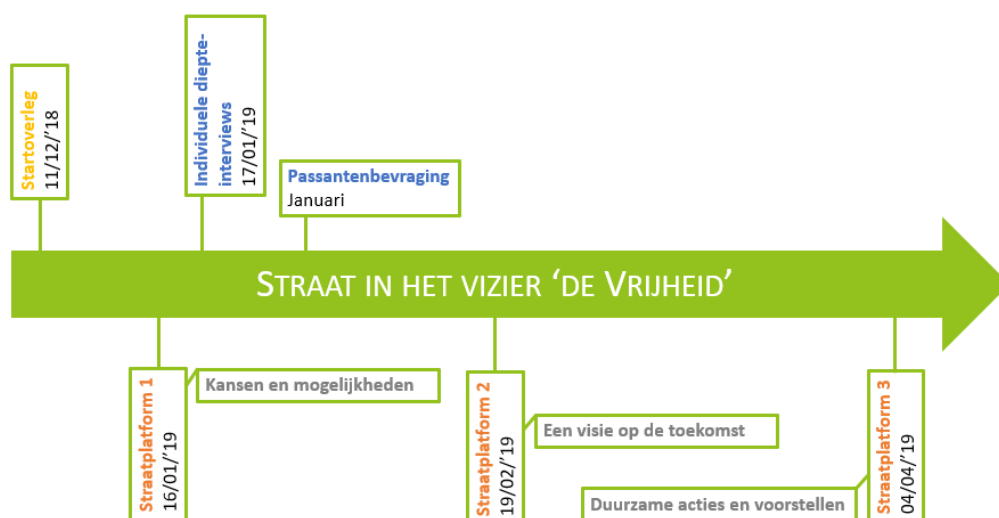 Startoverleg
11/12/'18
Individuele diepte-
interviews
17/01/'19
Passantenbevraging
Januari
STRAAT IN HET VIZIER ‘DE VRIJHEID’
Straatplatform 1
16/01/'19
Kansen en mogelijkheden
Straatplatform 2
19/02/'19
Een visie op de toekomst
Straatplatform 3
04/04/'19
Duurzame acties en voorstellen